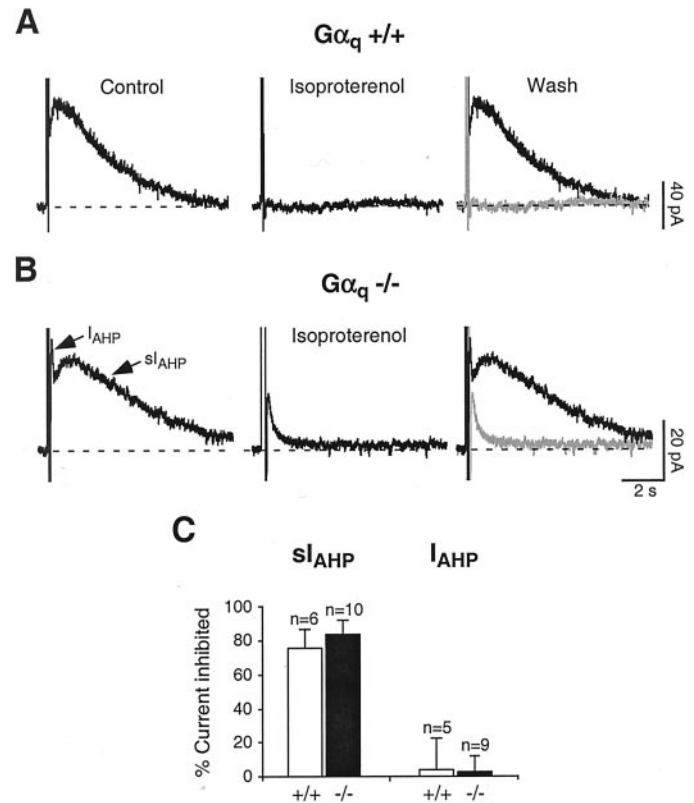 A
Gαq +/+
Control
Isoproterenol
Wash
40 pA
B
Gαq -/-
IAHP
sIAHP
Isoproterenol
20 pA
2 s
C
sIAHP
IAHP
% Current inhibited
100
80
60
40
20
0
n=6
n=10
n=5
n=9
+/+
-/-
+/+
-/-